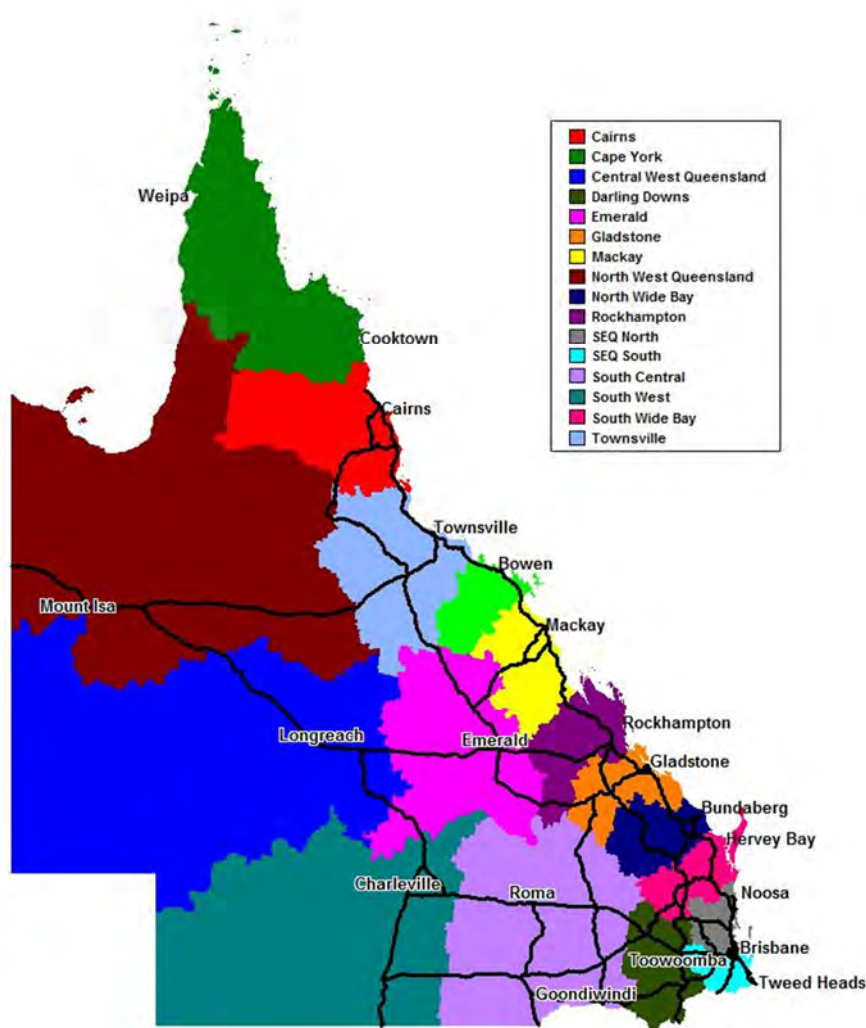 Cairns
Cape York
Central West Queensland
Darling Downs
Emerald
Gladstone
Mackay
North West Queensland
North Wide Bay
Rockhampton
SEQ North
SEQ South
South Central
South West
South Wide Bay
Townsville
Weipa
Cooktown
Cairns
Townsville
Bowen
Mount Isa
Mackay
Rockhampton
Longreach
Emerald
Gladstone
Bundaberg
Hervey Bay
Charleville
Roma
Noosa
Brisbane
Toowoomba
Tweed Heads
Goondiwindi